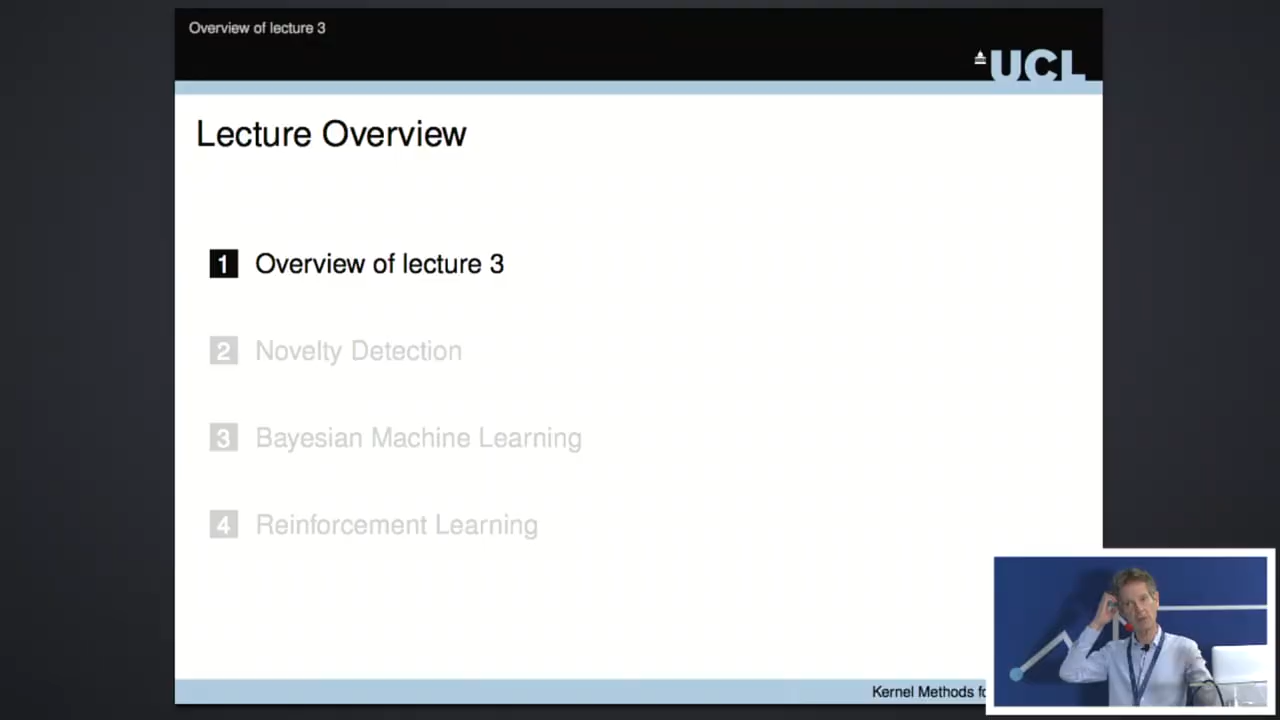 Overview of lecture 3
UCL
Lecture Overview
1 Overview of lecture 3
2 Novelty Detection
3 Bayesian Machine Learning
4 Reinforcement Learning
Kernel Methods